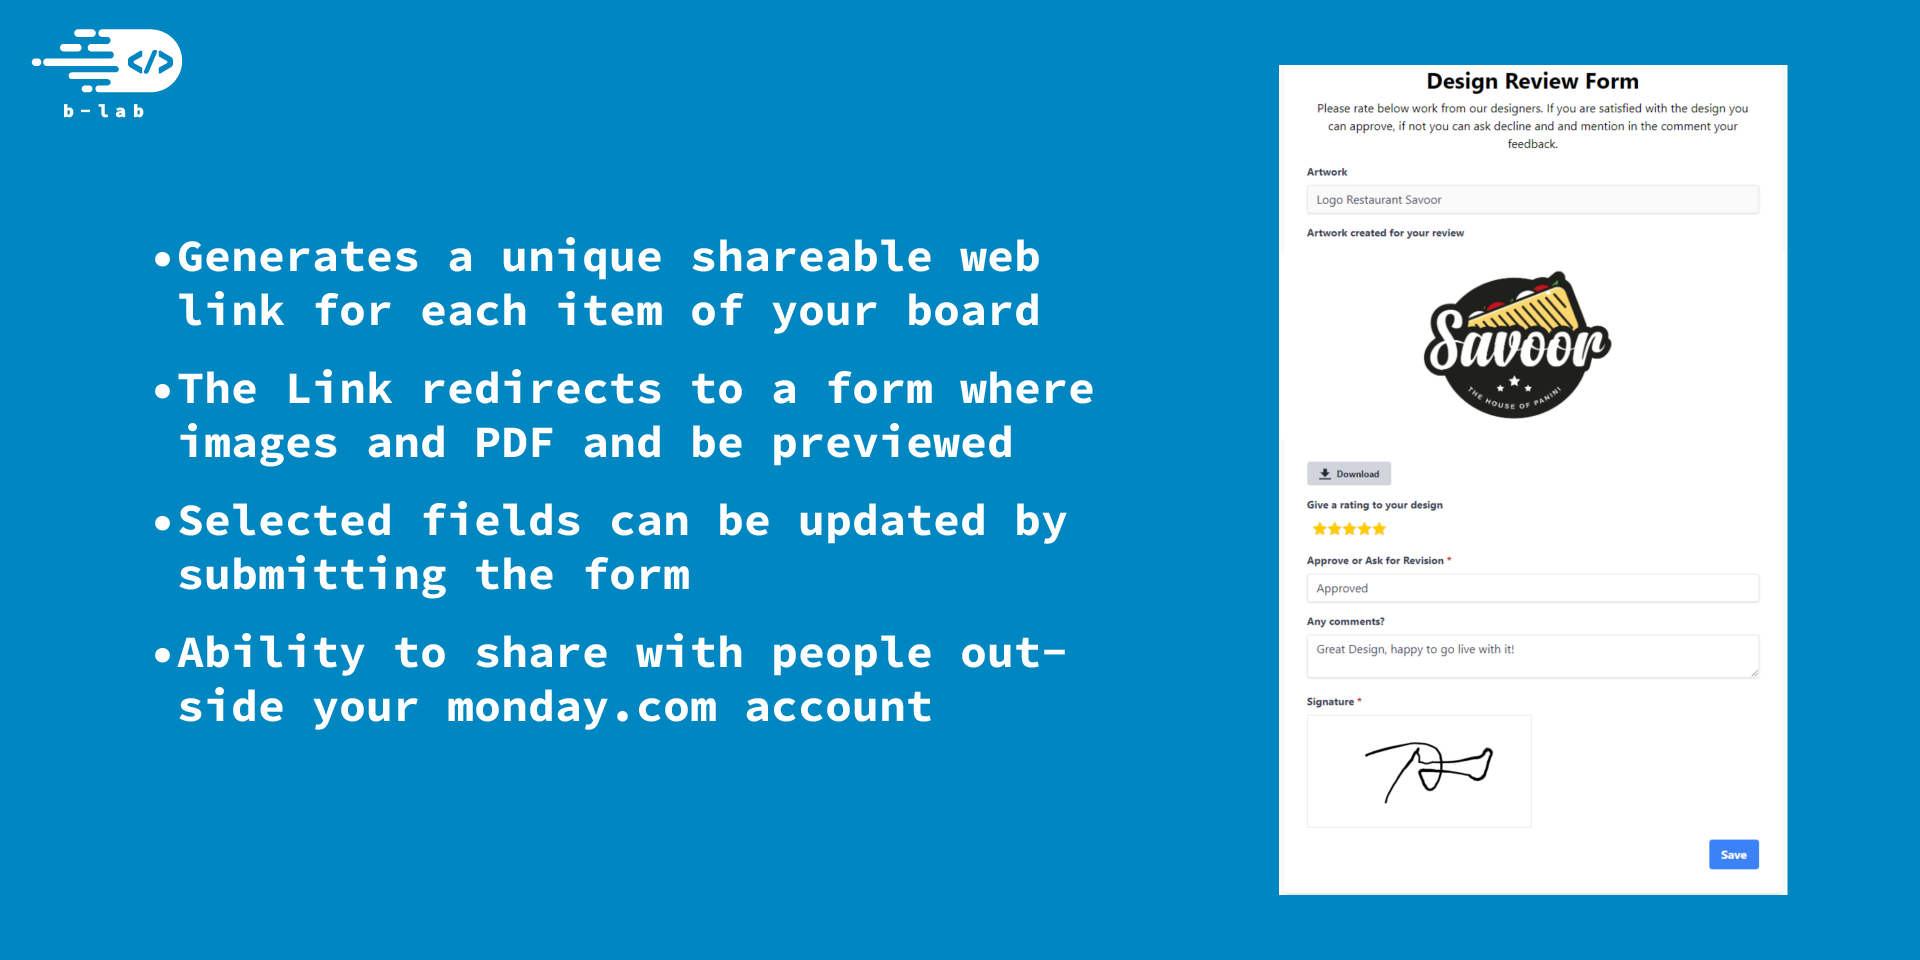 </>
b-lab
•Generates a unique shareable web
link for each item of your board
•The Link redirects to a form where
images and PDF and be previewed
•Selected fields can be updated by
submitting the form
•Ability to share with people out-
side your monday.com account
Design Review Form
Please rate below work from our designers. If you are satisfied with the design you
can approve, if not you can ask decline and and mention in the comment your
feedback.
Artwork
Logo Restaurant Savoor
Artwork created for your review
Savoor
THE HOUSE OF PANINI
Download
Give a rating to your design
Approve or Ask for Revision *
Approved
Any comments?
Great Design, happy to go live with it!
Signature *
Save